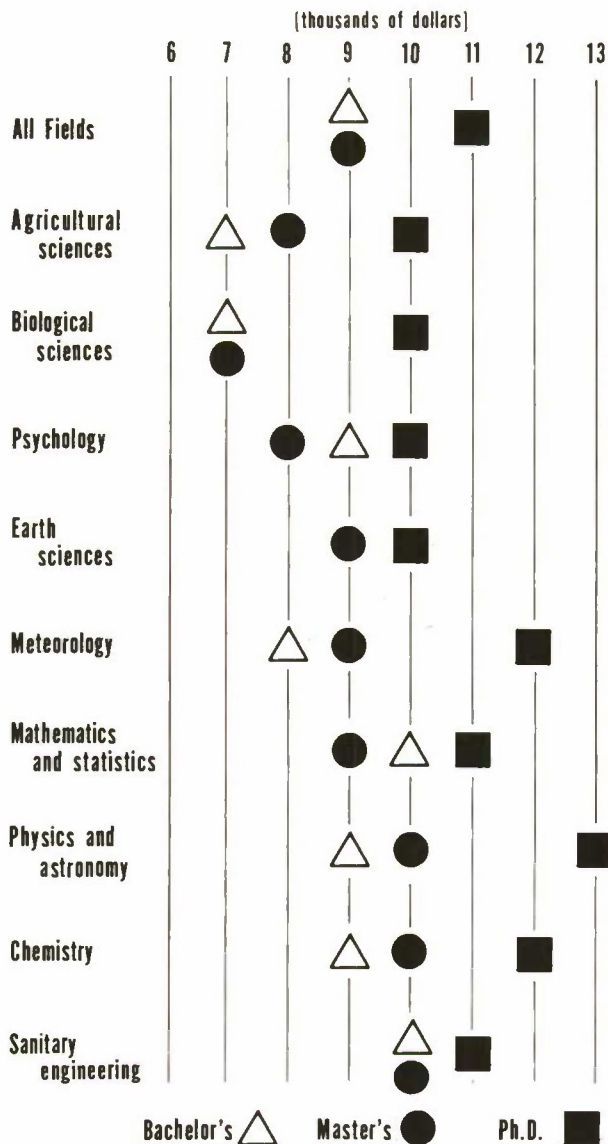 (thousands of dollars)
6 7 8 9 10 11 12 13
All Fields
Agricultural
sciences
Biological
sciences
Psychology
Earth
sciences
Meteorology
Mathematics
and statistics
Physics and
astronomy
Chemistry
Sanitary
engineering
Bachelor's Master's Ph.D.